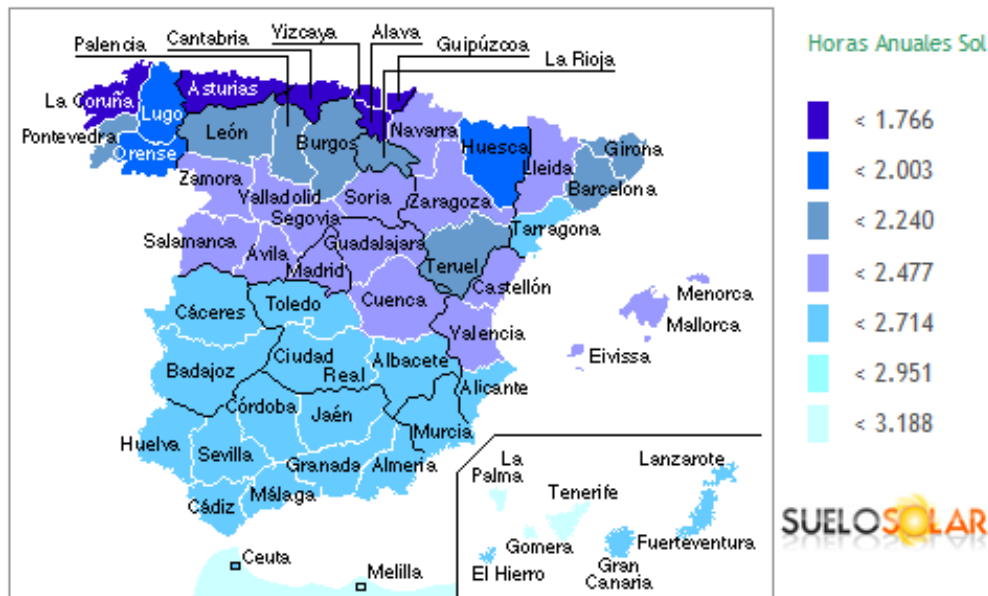 Palencia
Cantabria
Yizcaya
Alava
Guipúzcoa
La Rioja
La Coruña
Lugo
Asturias
Pontevedra
Orense
León
Burgos
Navarra
Huesca
Lleida
Girona
Barcelona
Zamora
Yalladolid
Soria
Zaragoza
Segovia
Tarragona
Salamanca
Avila
Madrid
Guadalajara
Teruel
Castellón
Cuenca
Yalencia
Menorca
Mallorca
Eivissa
Cáceres
Toledo
Badajoz
Ciudad
Real
Albacete
Alicante
Córdoba
Jaén
Murcia
Huelva
Sevilla
Granada
Almería
Cádiz
Málaga
Ceuta
Melilla
La
Palma
Tenerife
Lanzarote
Gomera
El Hierro
Gran
Canaria
Fuerteventura
Horas Anuales Sol
< 1.766
< 2.003
< 2.240
< 2.477
< 2.714
< 2.951
< 3.188
SUELOSOLAR